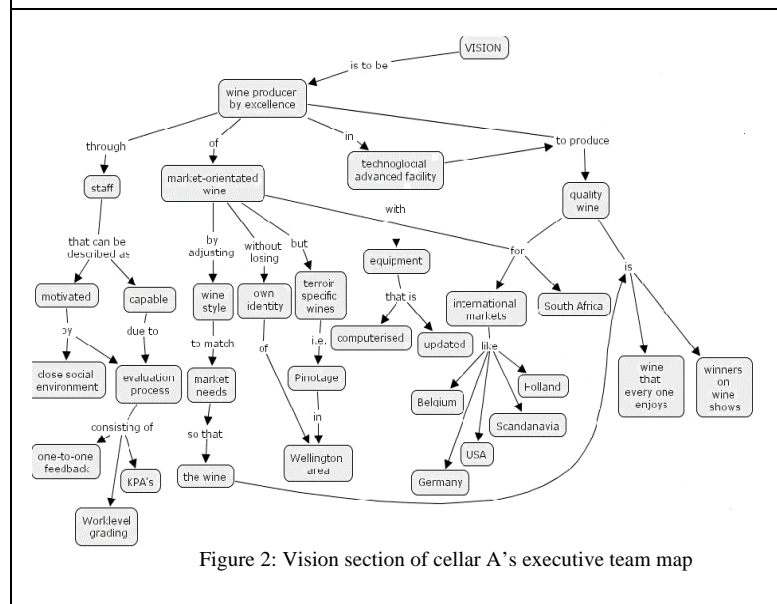 VISION
is to be
wine producer
by excellence
through
of
in
to produce
staff
market-orientated
wine
technoglocial
advanced facility
quality
wine
with
that can be
described as
by
adjusting
without
losing
but
equipment
for
is
motivated
capable
wine
style
own
identity
terroir
specific
wines
that is
international
markets
South Africa
by
due to
to match
of
i.e.
computerised
updated
like
close social
environment
evaluation
process
market
needs
Pinotage
Belgium
Holland
wine
that
every one
enjoys
winners
on
wine
shows
consisting of
so that
in
Scandanavia
one-to-one
feedback
KPA's
the wine
Wellington
area
USA
Germany
Worklevel
grading
Figure 2: Vision section of cellar A's executive team map